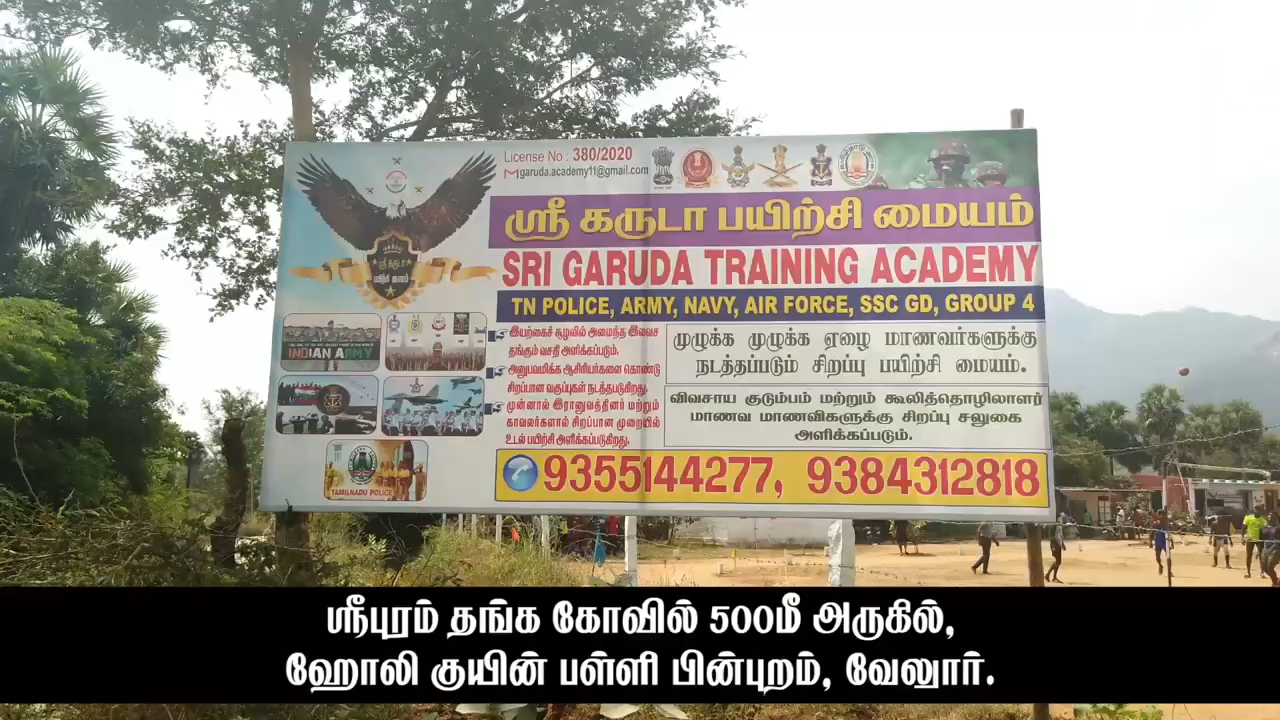 License No : 380/2020
garuda.academy11@gmail.com
ஸ்ரீ கருடா பயிற்சி மையம்
SRI GARUDA TRAINING ACADEMY
TN POLICE, ARMY, NAVY, AIR FORCE, SSC GD, GROUP 4
ஸ்ரீ கருடா
பயிற்சி மையம்
INDIAN ARMY
TAMILNADU POLICE
இயற்கைச் சூழலில் அமைந்த இலவச
தங்கும் வசதி அளிக்கப்படும்.
அனுபவமிக்க ஆசிரியர்களை கொண்டு
சிறப்பான வகுப்புகள் நடத்தபடுகிறது.
முன்னால் இராணுவத்தினர் மற்றும்
காவலர்களால் சிறப்பான முறையில்
உடல் பயிற்சி அளிக்கப்படுகிறது.
முழுக்க முழுக்க ஏழை மாணவர்களுக்கு
நடத்தப்படும் சிறப்பு பயிற்சி மையம்.
விவசாய குடும்பம் மற்றும் கூலித்தொழிலாளர்
மாணவ மாணவிகளுக்கு சிறப்பு சலுகை
அளிக்கப்படும்.
9355144277, 9384312818
ஸ்ரீபுரம் தங்க கோவில் 500மீ அருகில்,
ஹோலி குயின் பள்ளி பின்புறம், வேலூர்.